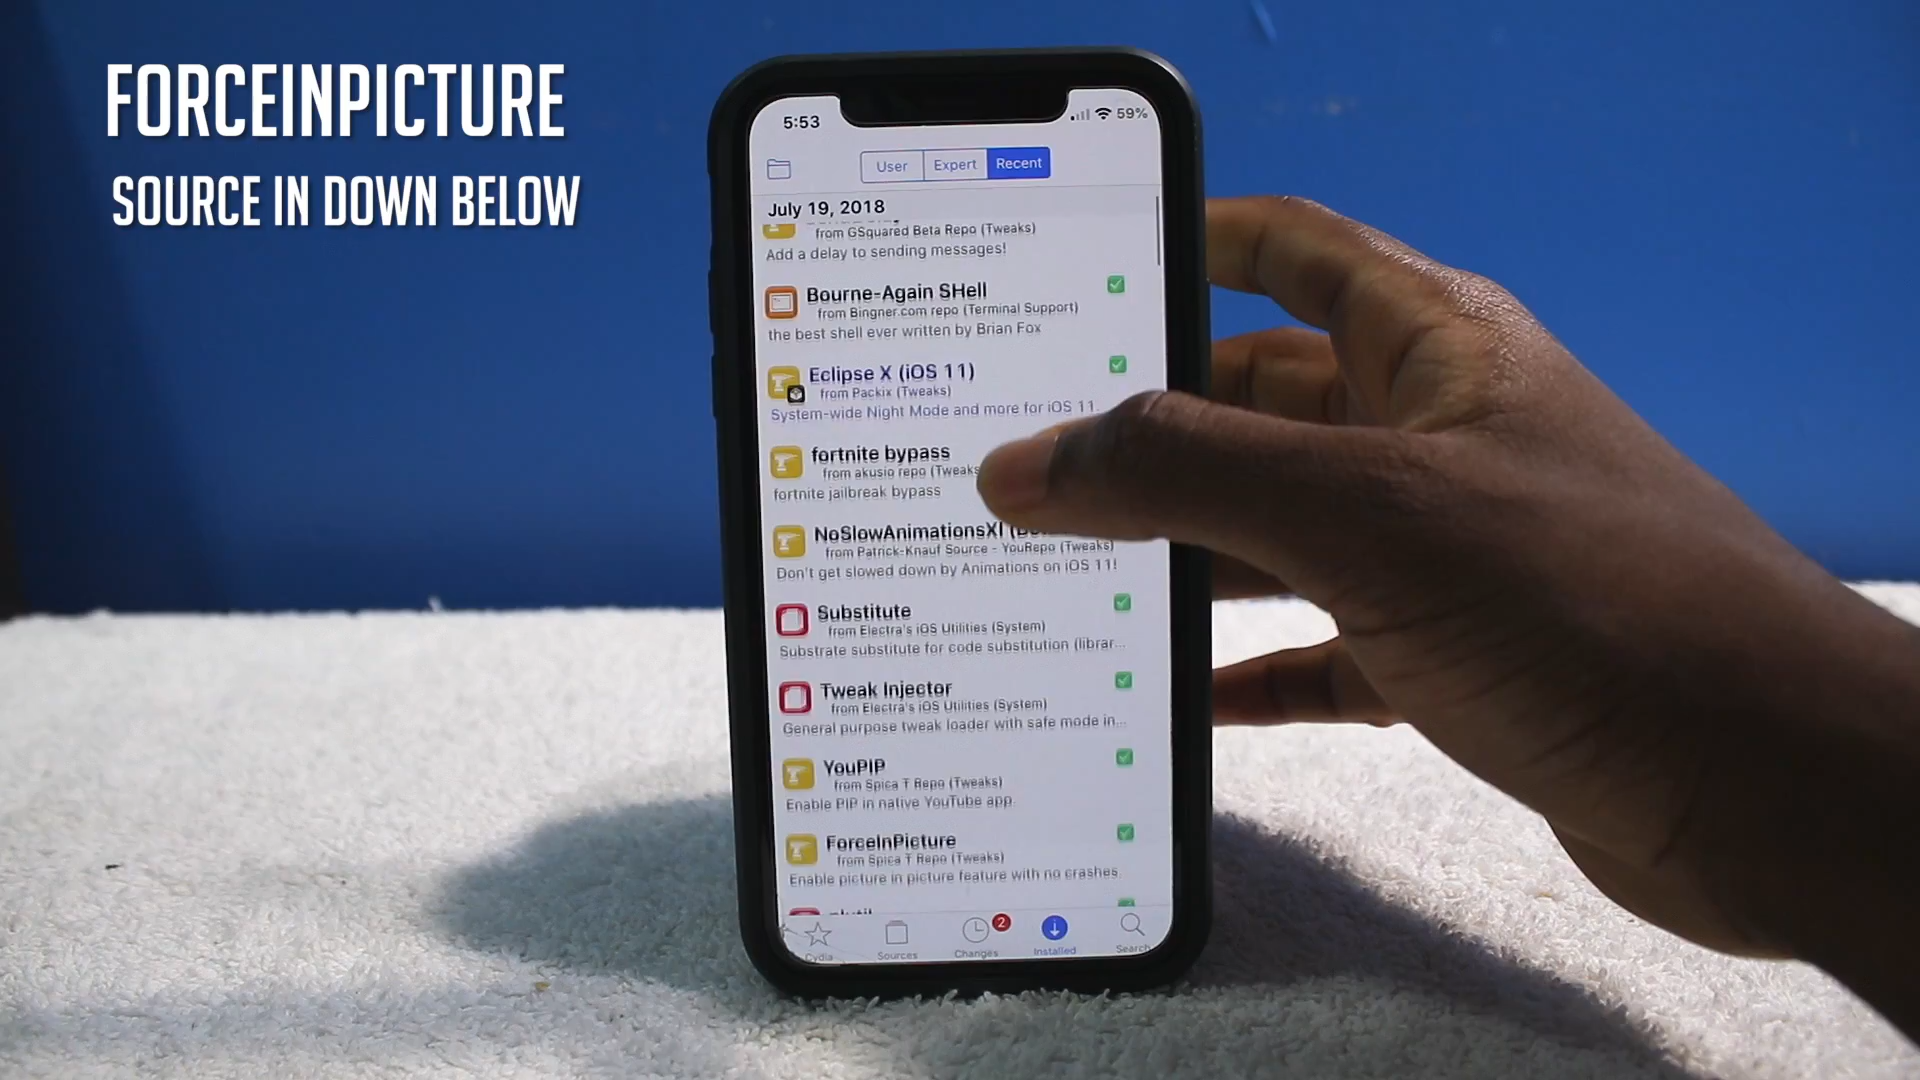 FORCEINPICTURE
SOURCE IN DOWN BELOW
5:53
59%
User Expert Recent
July 19, 2018
from GSquared Beta Repo (Tweaks)
Add a delay to sending messages!
Bourne-Again SHell
from Bingner.com repo (Terminal Support)
the best shell ever written by Brian Fox
Eclipse X (iOS 11)
from Packix (Tweaks)
System-wide Night Mode and more for iOS 11.
fortnite bypass
from akusio repo (Tweaks
fortnite jailbreak bypass
NoSlowAnimationsXI
from Patrick-Knauf Source - YouRepo (Tweaks)
Don't get slowed down by Animations on iOS 11!
Substitute
from Electra's iOS Utilities (System)
Substrate substitute for code substitution (librar...
Tweak Injector
from Electra's iOS Utilities (System)
General purpose tweak loader with safe mode in...
YouPIP
from Spica T Repo (Tweaks)
Enable PIP in native YouTube app.
ForceInPicture
from Spica T Repo (Tweaks)
Enable picture in picture feature with no crashes.
2
Cydia Sources Changes Installed Search